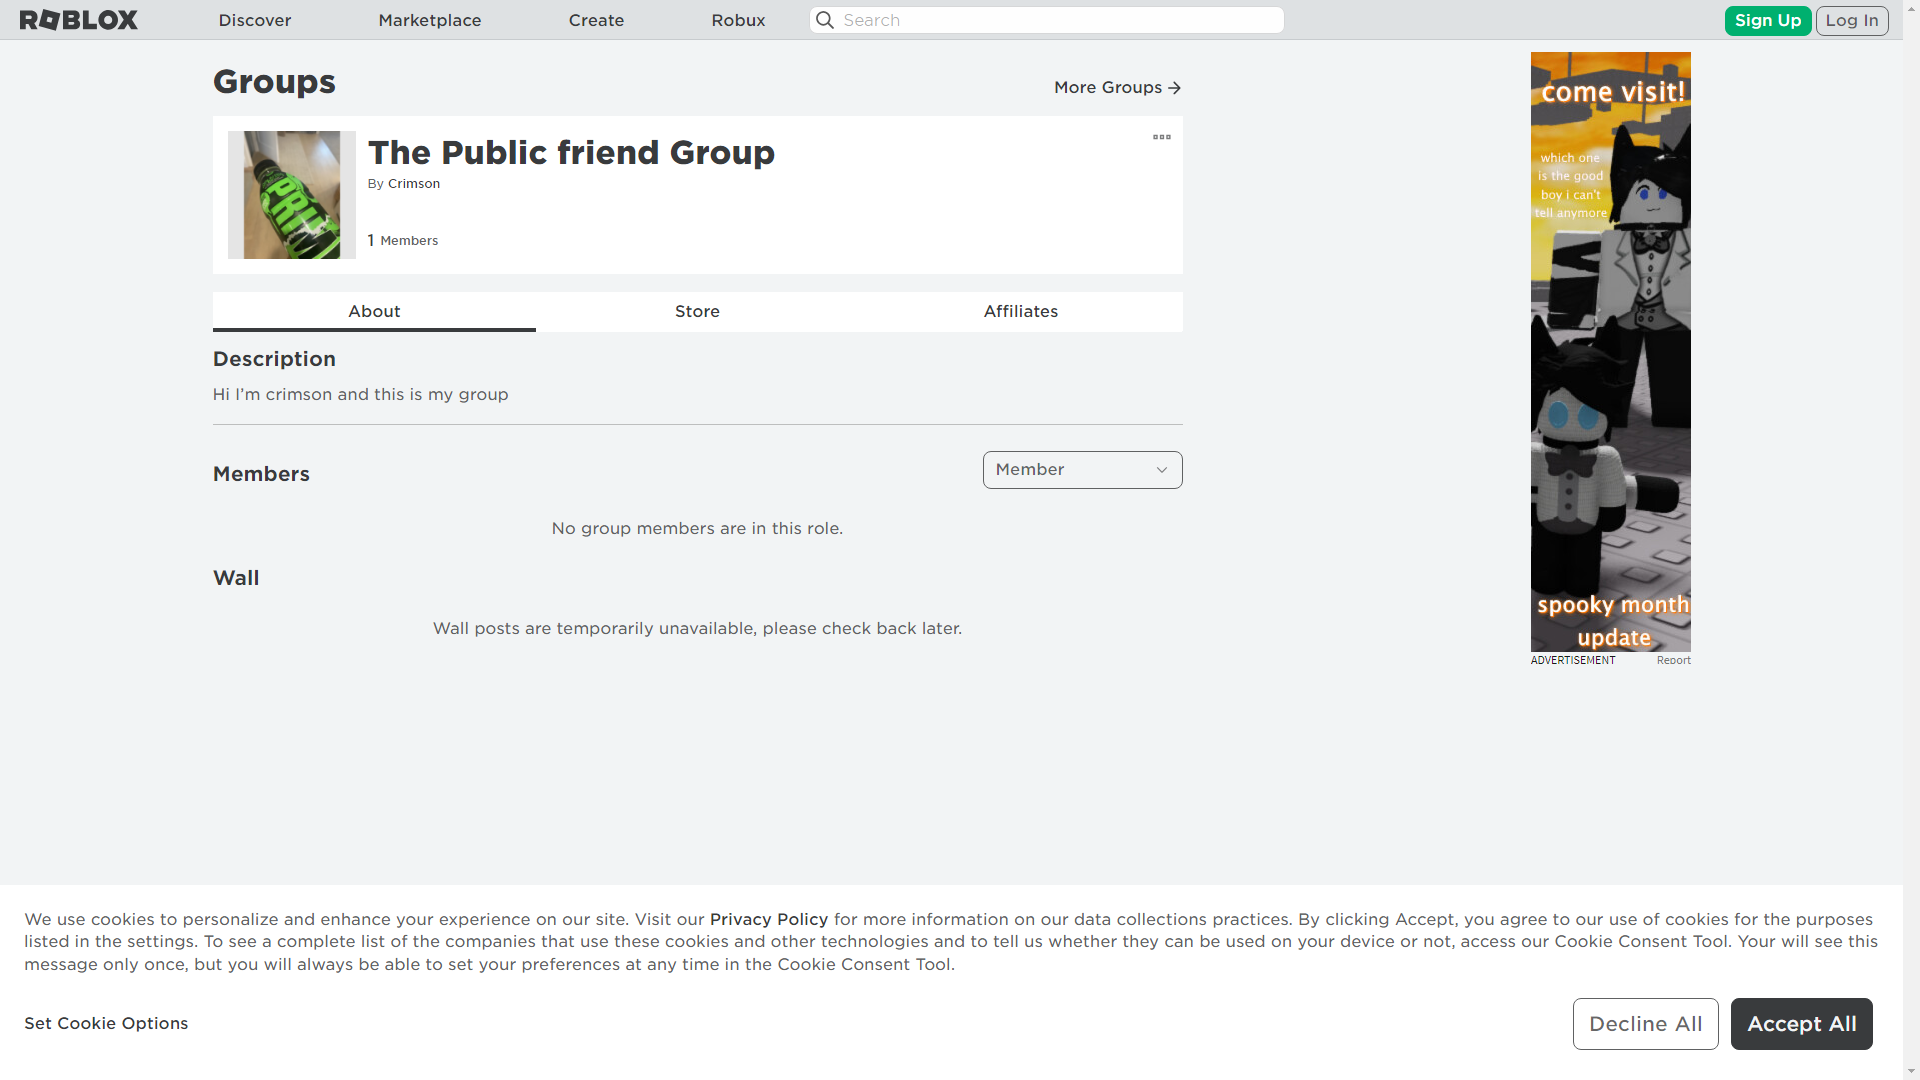 ROBLOX
Discover
Marketplace
Create
Robux
Search
Sign Up
Log In
Groups
More Groups
The Public friend Group
By Crimson
1 Members
About
Store
Affiliates
Description
Hi I’m crimson and this is my group
Members
Member
No group members are in this role.
Wall
Wall posts are temporarily unavailable, please check back later.
come visit!
which one
is the good
boy i can't
tell anymore
spooky month
update
ADVERTISEMENT
Report
We use cookies to personalize and enhance your experience on our site. Visit our Privacy Policy for more information on our data collections practices. By clicking Accept, you agree to our use of cookies for the purposes
listed in the settings. To see a complete list of the companies that use these cookies and other technologies and to tell us whether they can be used on your device or not, access our Cookie Consent Tool. Your will see this
message only once, but you will always be able to set your preferences at any time in the Cookie Consent Tool.
Set Cookie Options
Decline All
Accept All